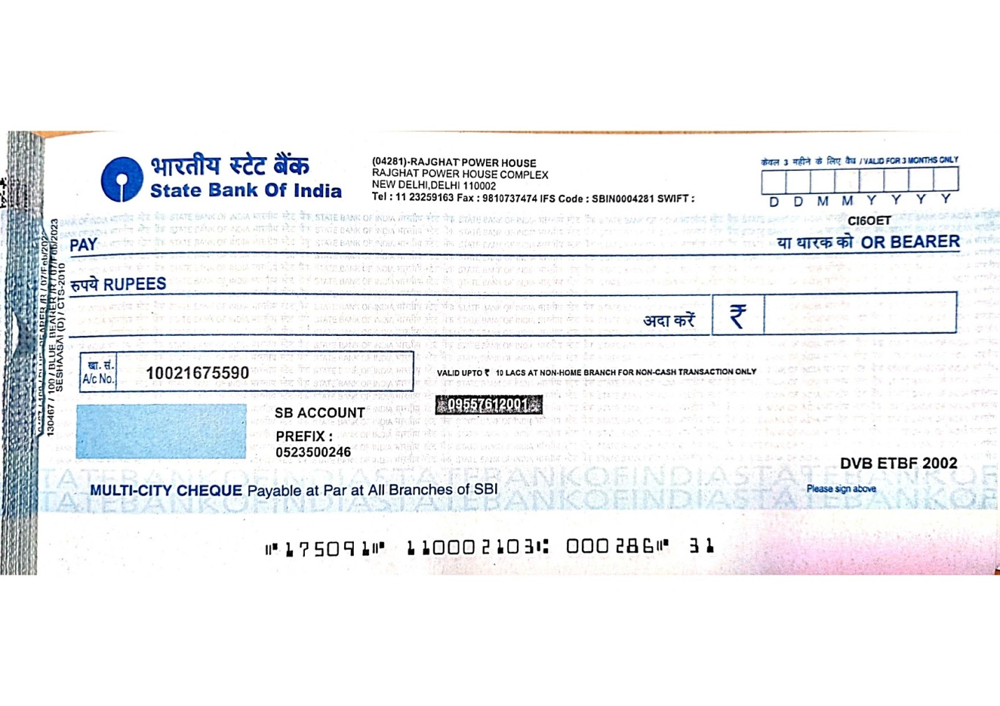 भारतीय स्टेट बैंक
State Bank Of India
(04281)-RAJGHAT POWER HOUSE
RAJGHAT POWER HOUSE COMPLEX
NEW DELHI,DELHI 110002
Tel : 11 23259163 Fax : 9810737474 IFS Code : SBIN0004281 SWIFT :
केवल 3 महीने के लिए वैध / VALID FOR 3 MONTHS ONLY
D D M M Y Y Y Y
CI6OET
PAY
या धारक को OR BEARER
रुपये RUPEES
अदा करें ₹
खा. सं.
A/c No.
10021675590
VALID UPTO ₹ 10 LACS AT NON-HOME BRANCH FOR NON-CASH TRANSACTION ONLY
09557612001
SB ACCOUNT
PREFIX :
0523500246
DVB ETBF 2002
MULTI-CITY CHEQUE Payable at Par at All Branches of SBI
Please sign above
⑈175091⑈ 110002103⑆ 000286⑈ 31
130467 / 100 / BLUE_BEARER /R / 07/Feb/2023
SESHAASAI (D) / CTS-2010
STATEBANKOFINDIASTATEBANKOF